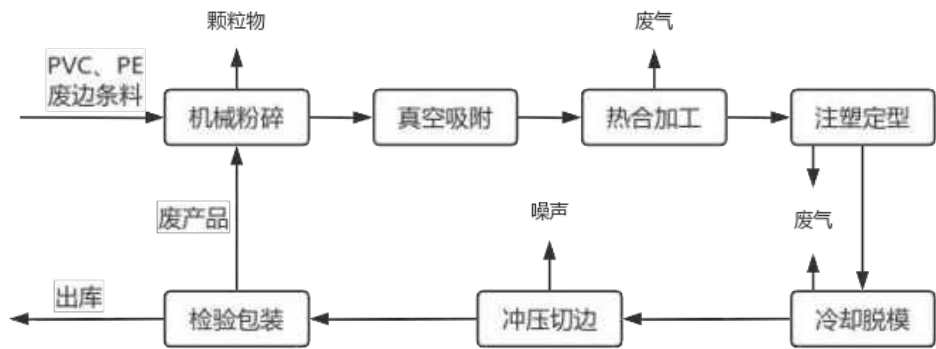 颗粒物
废气
PVC、PE
废边条料
机械粉碎
真空吸附
热合加工
注塑定型
废产品
噪声
废气
出库
检验包装
冲压切边
冷却脱模